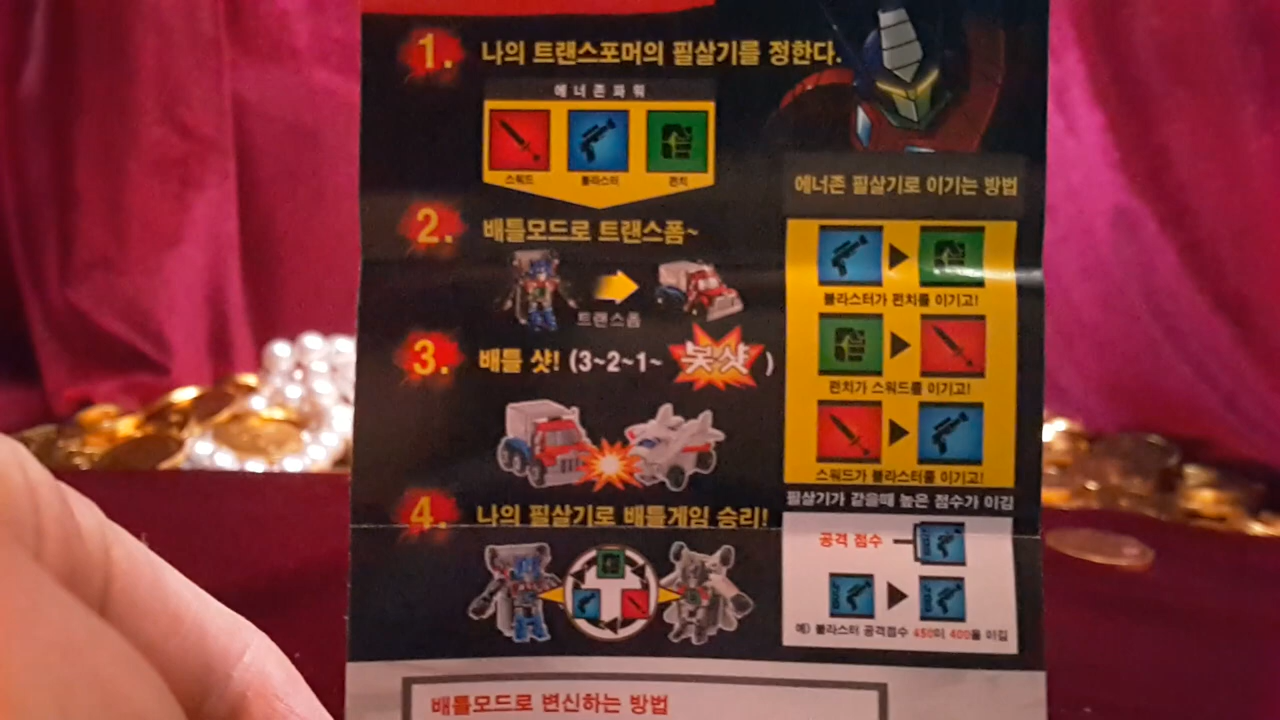 1. 나의 트랜스포머의 필살기를 정한다.
에너존파워
스워드 블라스터 펀치
2. 배틀모드로 트랜스폼~
트랜스폼
3. 배틀 샷! (3~2~1~ 봇샷 )
4. 나의 필살기로 배틀게임 승리!
에너존 필살기로 이기는 방법
블라스터가 펀치를 이기고!
펀치가 스워드를 이기고!
스워드가 블라스터를 이기고!
필살기가 같을때 높은 점수가 이김
공격 점수
예) 블라스터 공격점수 450이 400을 이김
배틀모드로 변신하는 방법